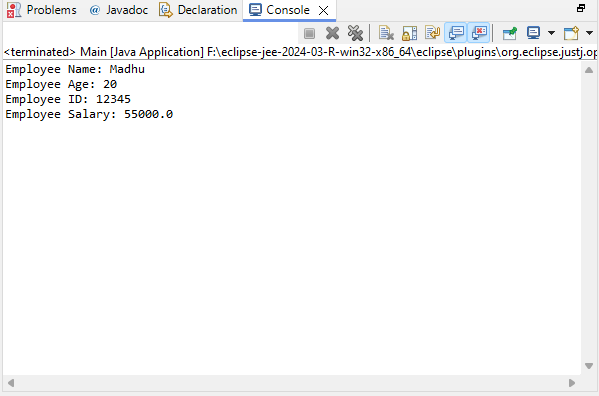 Problems @ Javadoc Declaration Console
<terminated> Main [Java Application] F:\eclipse-jee-2024-03-R-win32-x86_64\eclipse\plugins\org.eclipse.justj.op
Employee Name: Madhu
Employee Age: 20
Employee ID: 12345
Employee Salary: 55000.0